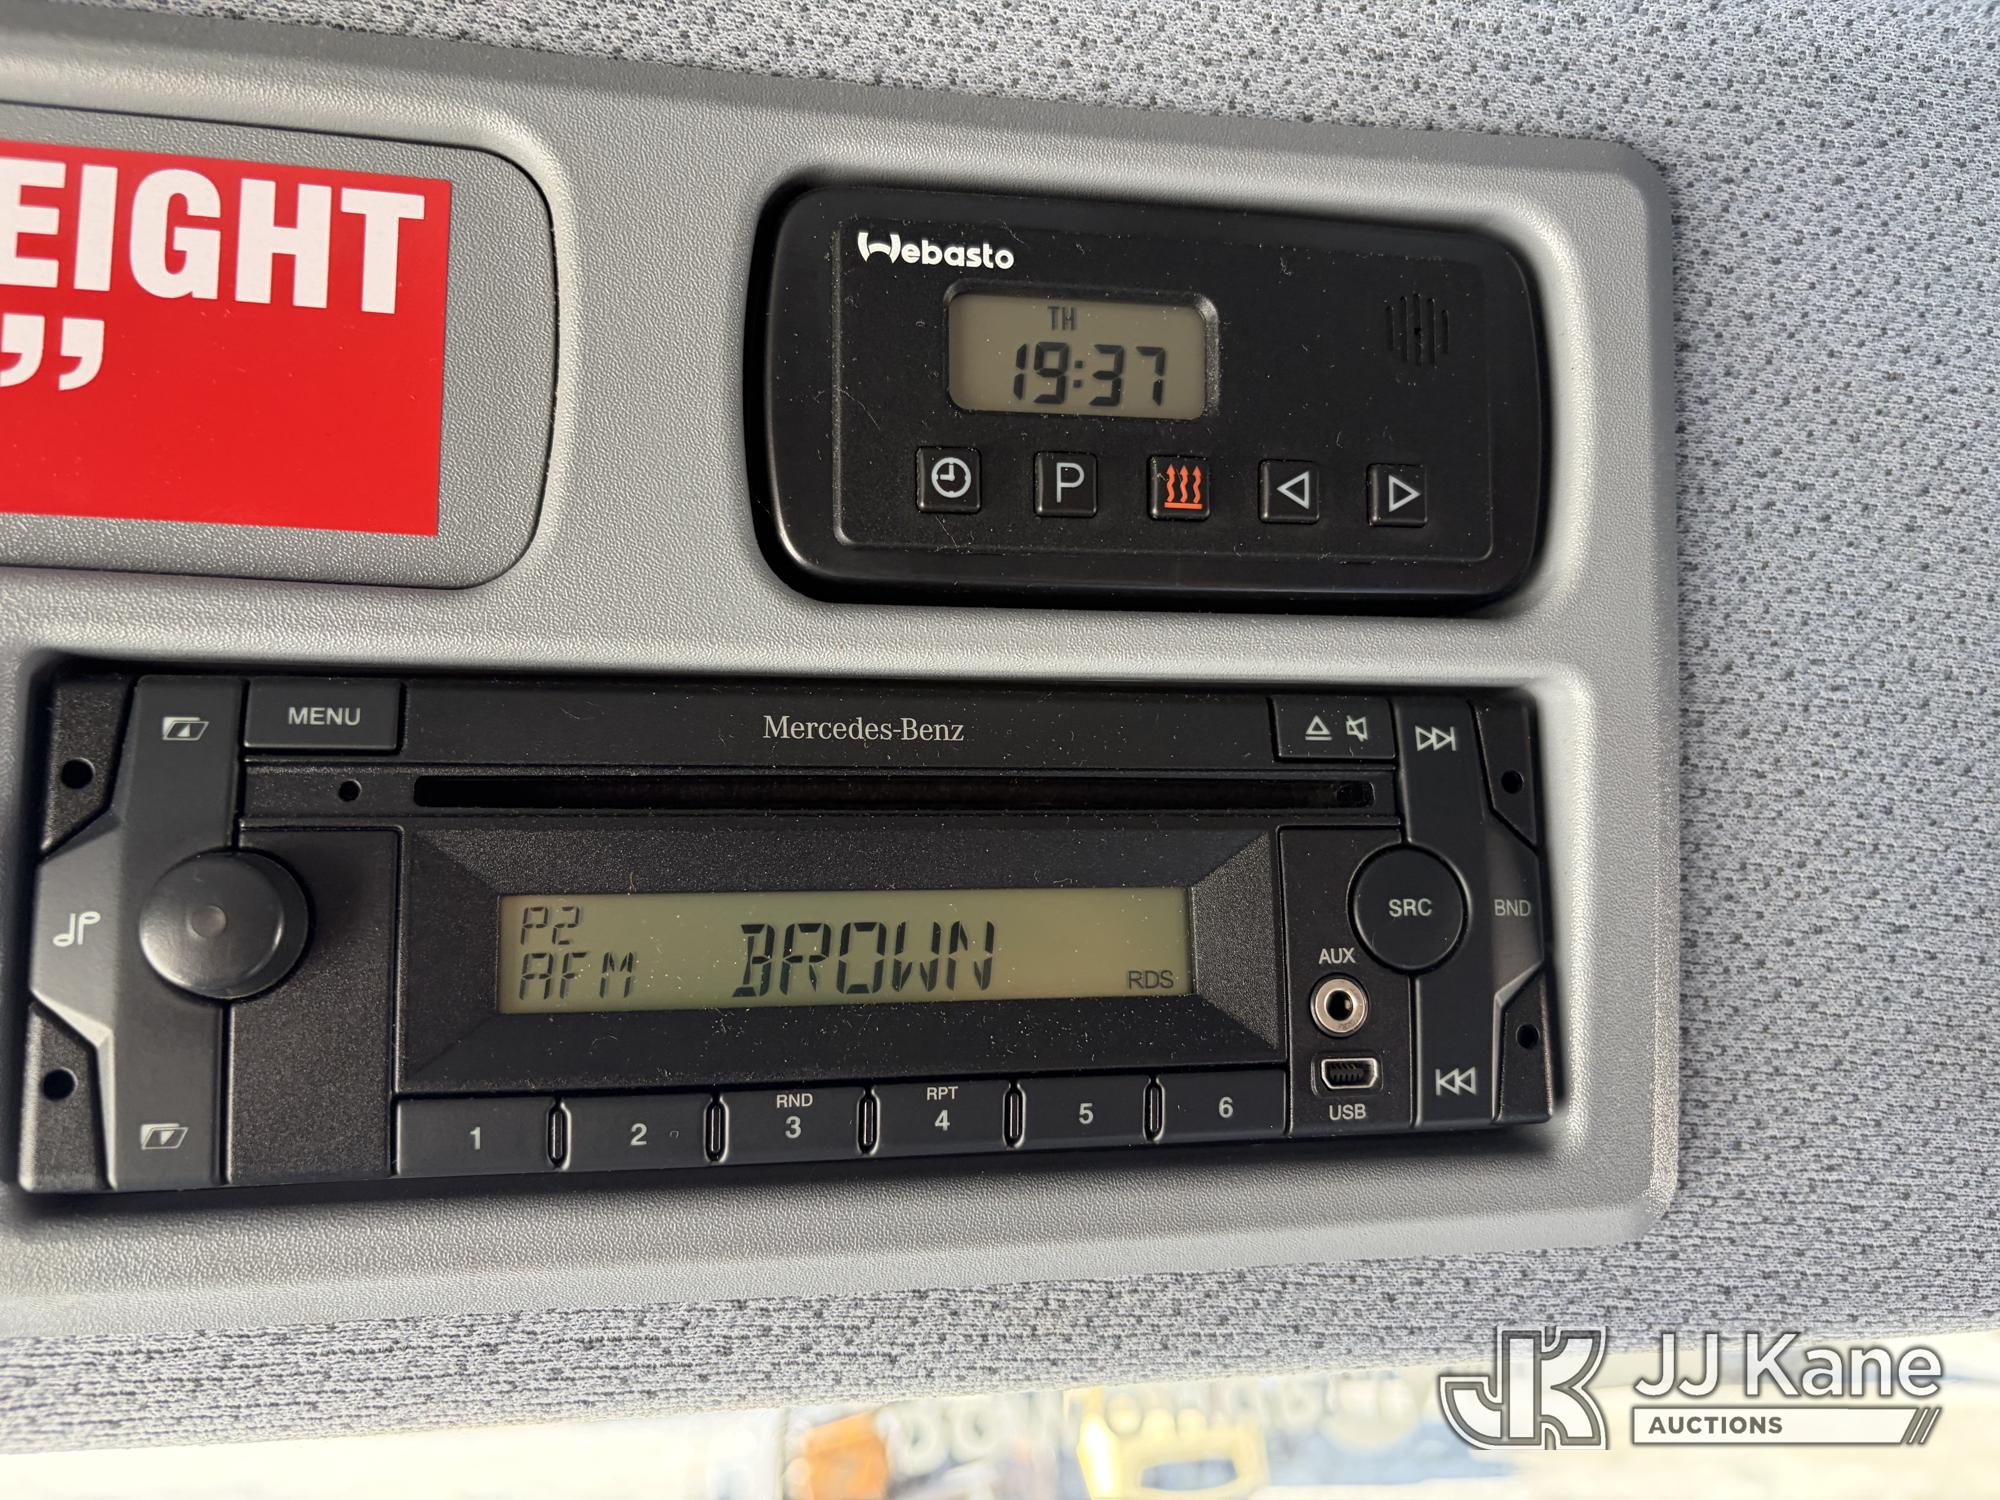 EIGHT
”
Webasto
TH
19:37
P
MENU
Mercedes-Benz
P2
AFM
BROWN
RDS
SRC
BND
AUX
USB
1
2
RND
3
RPT
4
5
6
JK JJ Kane
AUCTIONS